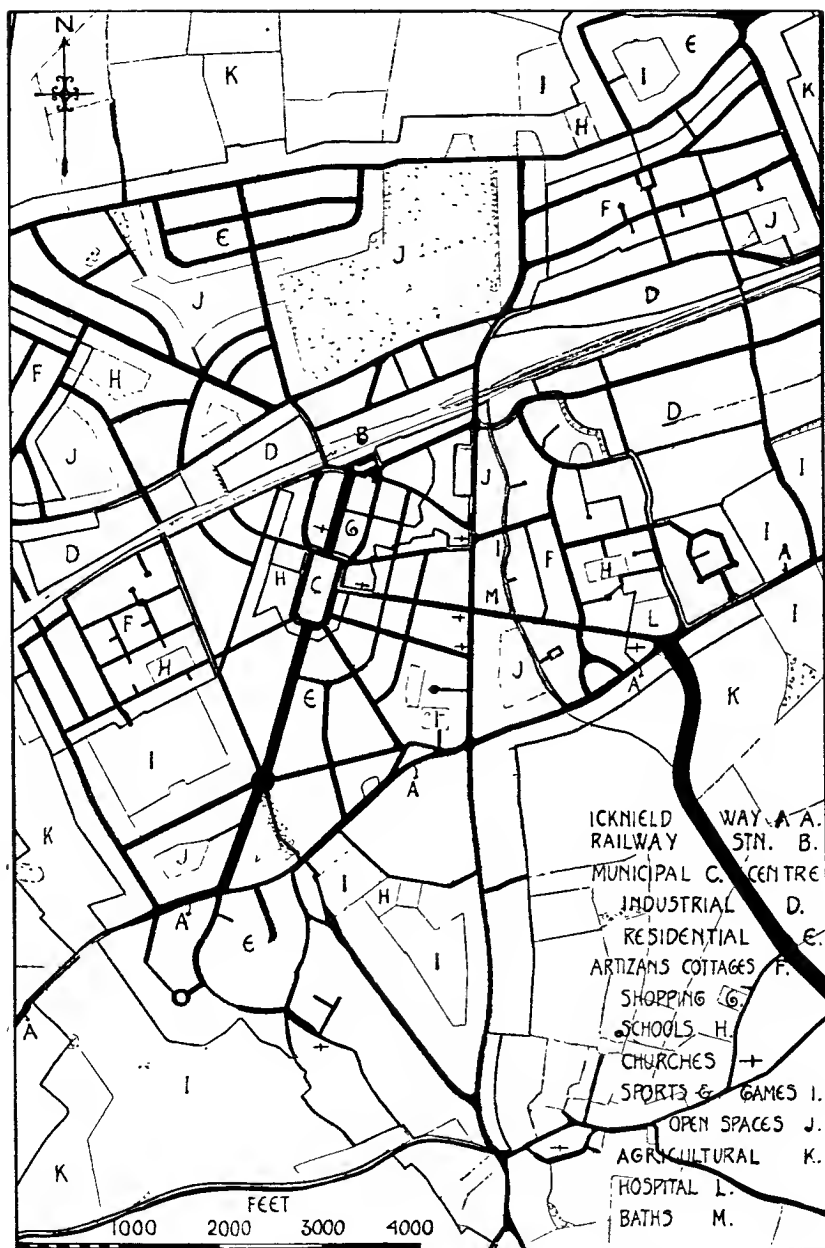 N
E
K
I
I
K
H
F
J
E
J
J
D
F
H
D
J
D
B
D
J
I
G
I
D
I
F
A
H
C
H
M
I
F
L
H
J
E
A
I
K
I
A
K
J
I
H
A
E
I
A
I
K
FEET
1000 2000 3000 4000
ICKNIELD WAY A A.
RAILWAY STN. B.
MUNICIPAL C. CENTRE
INDUSTRIAL D.
RESIDENTIAL E.
ARTIZANS COTTAGES F.
SHOPPING G.
SCHOOLS H.
CHURCHES
SPORTS & GAMES I.
OPEN SPACES J.
AGRICULTURAL K.
HOSPITAL L.
BATHS M.